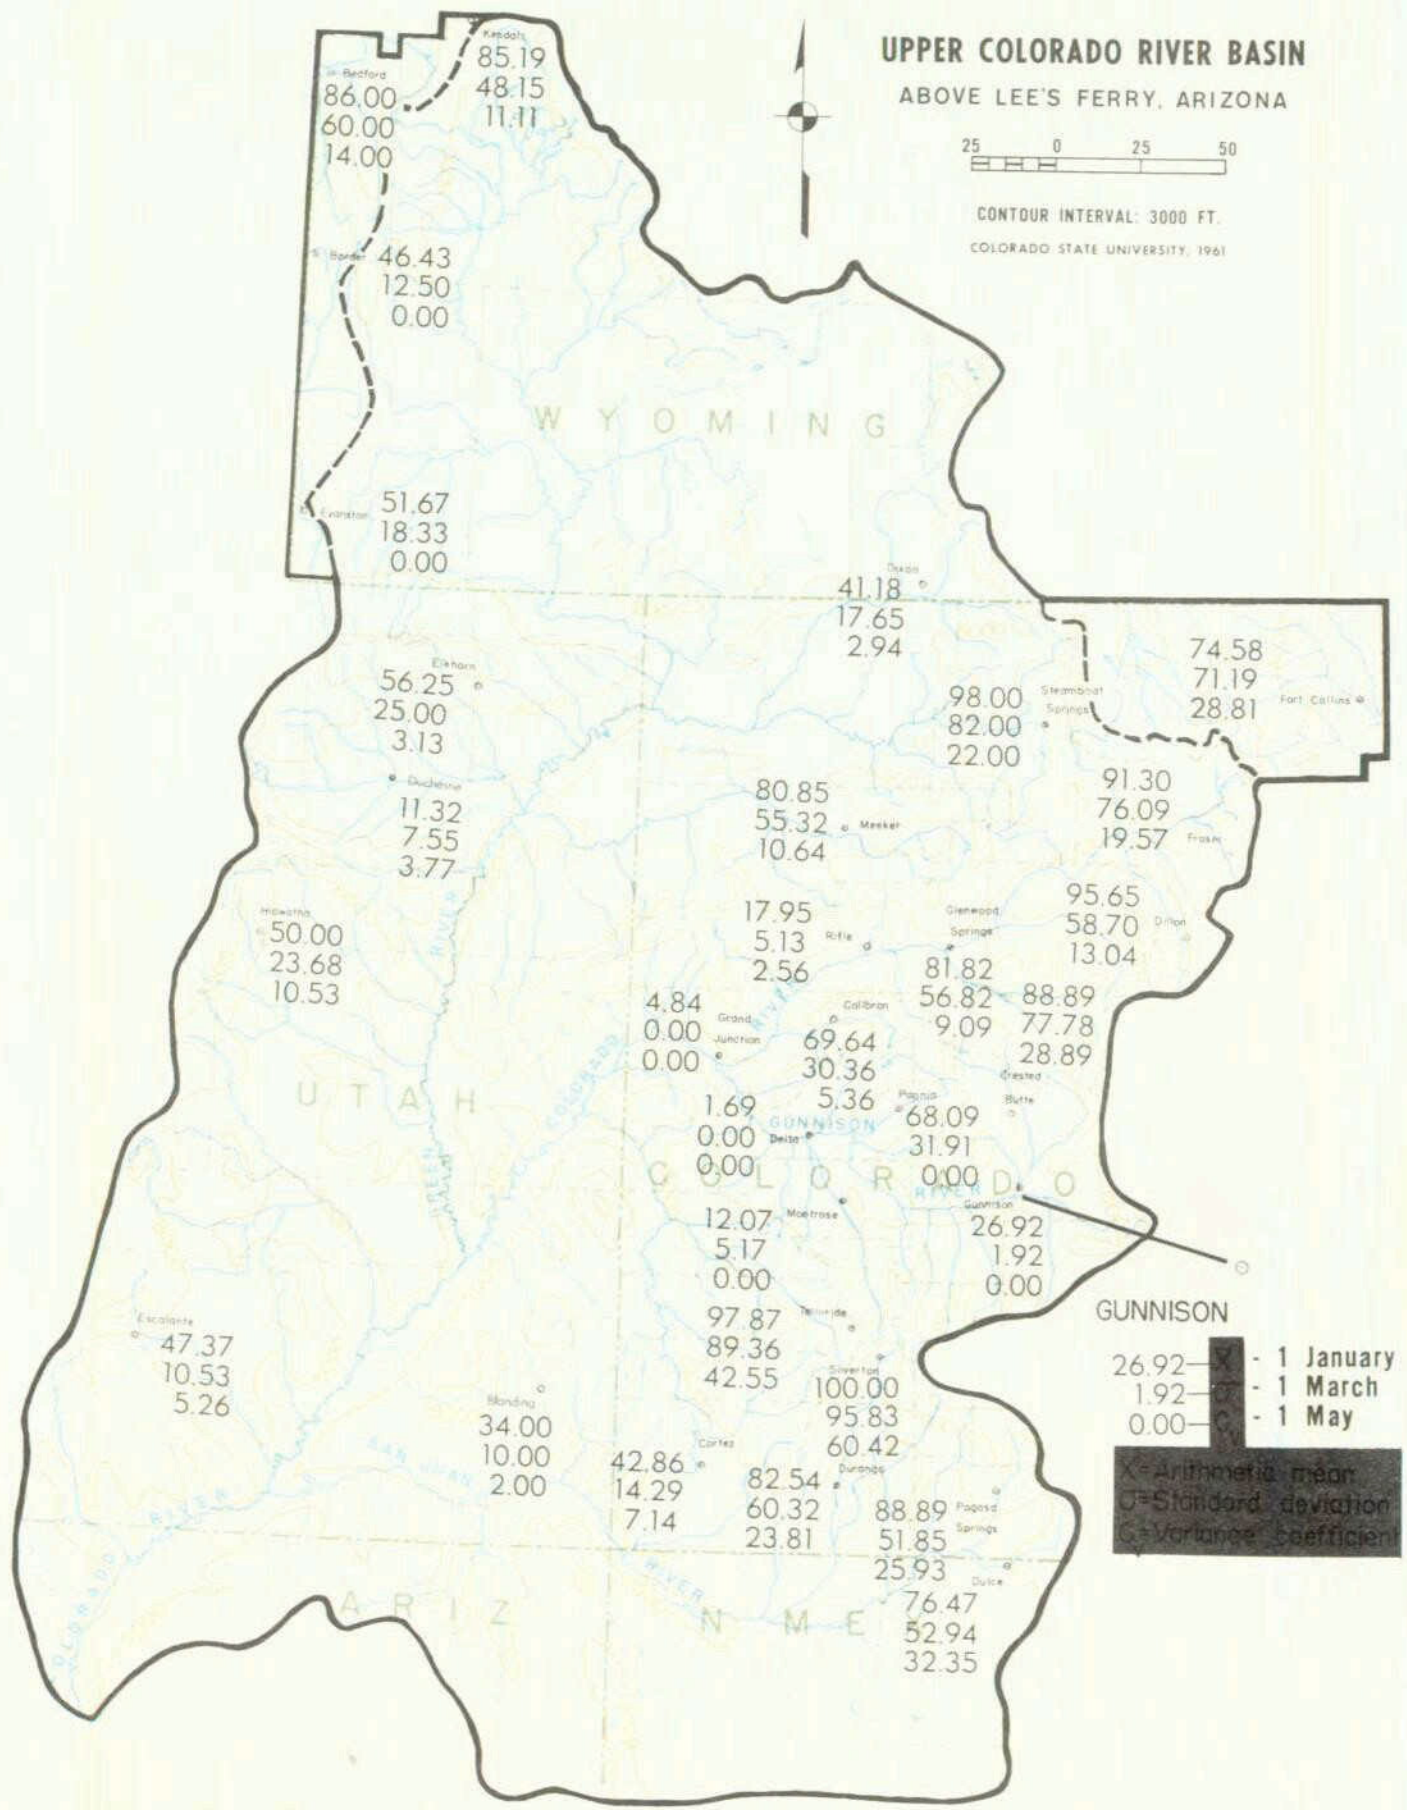 UPPER COLORADO RIVER BASIN
ABOVE LEE'S FERRY, ARIZONA
25 0 25 50
CONTOUR INTERVAL: 3000 FT.
COLORADO STATE UNIVERSITY, 1961
Kendall
85.19
48.15
11.11
Bedford
86.00
60.00
14.00
Border
46.43
12.50
0.00
WYOMING
Evanston
51.67
18.33
0.00
Dixon
41.18
17.65
2.94
Elkhorn
56.25
25.00
3.13
98.00
82.00
22.00
Steamboat
Springs
74.58
71.19
28.81
Fort Collins
Duchesne
11.32
7.55
3.77
80.85
55.32
10.64
Meeker
91.30
76.09
19.57
Fraser
Hiawatha
50.00
23.68
10.53
17.95
5.13
2.56
Rifle
Glenwood
Springs
81.82
56.82
9.09
95.65
58.70
13.04
Dillon
GREEN
RIVER
4.84
0.00
0.00
Grand
Junction
Collbran
69.64
30.36
5.36
88.89
77.78
28.89
Crested
Butte
COLORADO
RIVER
UTAH
1.69
0.00
0.00
Delta
GUNNISON
RIVER
Paonia
68.09
31.91
0.00
COLORADO
12.07
5.17
0.00
Montrose
Gunnison
26.92
1.92
0.00
97.87
89.36
42.55
Telluride
Silverton
100.00
95.83
60.42
Escalante
47.37
10.53
5.26
Blanding
34.00
10.00
2.00
Cortez
42.86
14.29
7.14
Durango
82.54
60.32
23.81
88.89
51.85
25.93
Pagosa
Springs
Dulce
76.47
52.94
32.35
SAN JUAN
RIVER
COLORADO
RIVER
ARIZ
N MEX
GUNNISON
26.92 X - 1 January
1.92 - 1 March
0.00 - 1 May
X=Arithmetic mean
=Standard deviation
=Variance coefficient